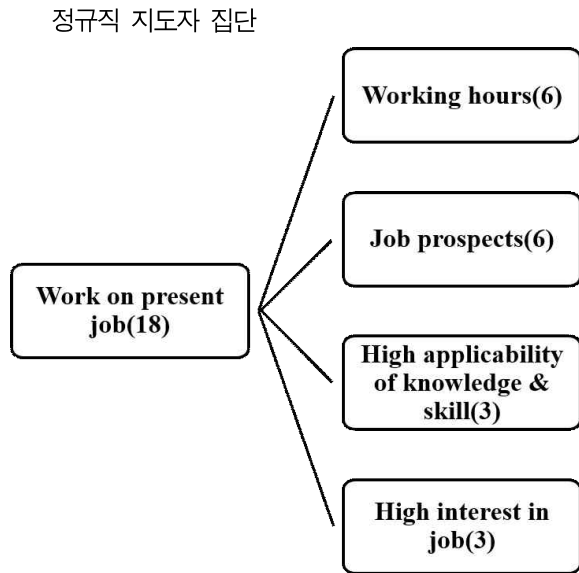 정규직 지도자 집단
Working hours(6)
Job prospects(6)
Work on present
job(18)
High applicability
of knowledge &
skill(3)
High interest in
job(3)